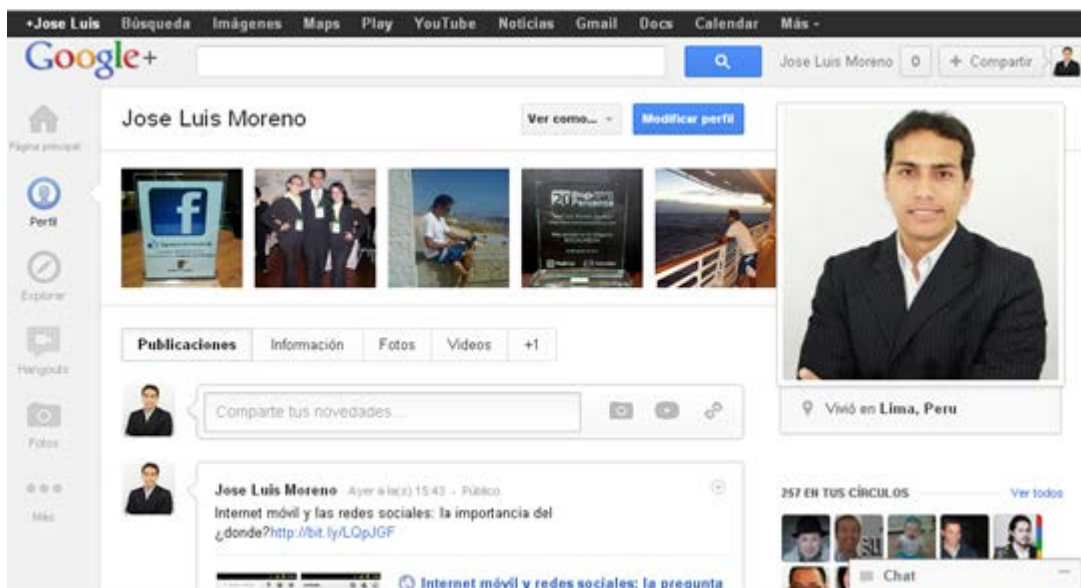 +Jose Luis Búsqueda Imágenes Maps Play YouTube Noticias Gmail Docs Calendar Más
Google+
Jose Luis Moreno 0 + Compartir
Página principal
Perfil
Explorar
Hangouts
Fotos
Más
Jose Luis Moreno
Ver como...
Modificar perfil
f
20
Publicaciones Información Fotos Videos +1
Comparte tus novedades...
Jose Luis Moreno Ayer a la(s) 15:43 - Público
Internet móvil y las redes sociales: la importancia del
¿donde?http://bit.ly/LQpJGF
Internet móvil y redes sociales: la pregunta
Vivió en Lima, Peru
257 EN TUS CÍRCULOS Ver todos
Chat